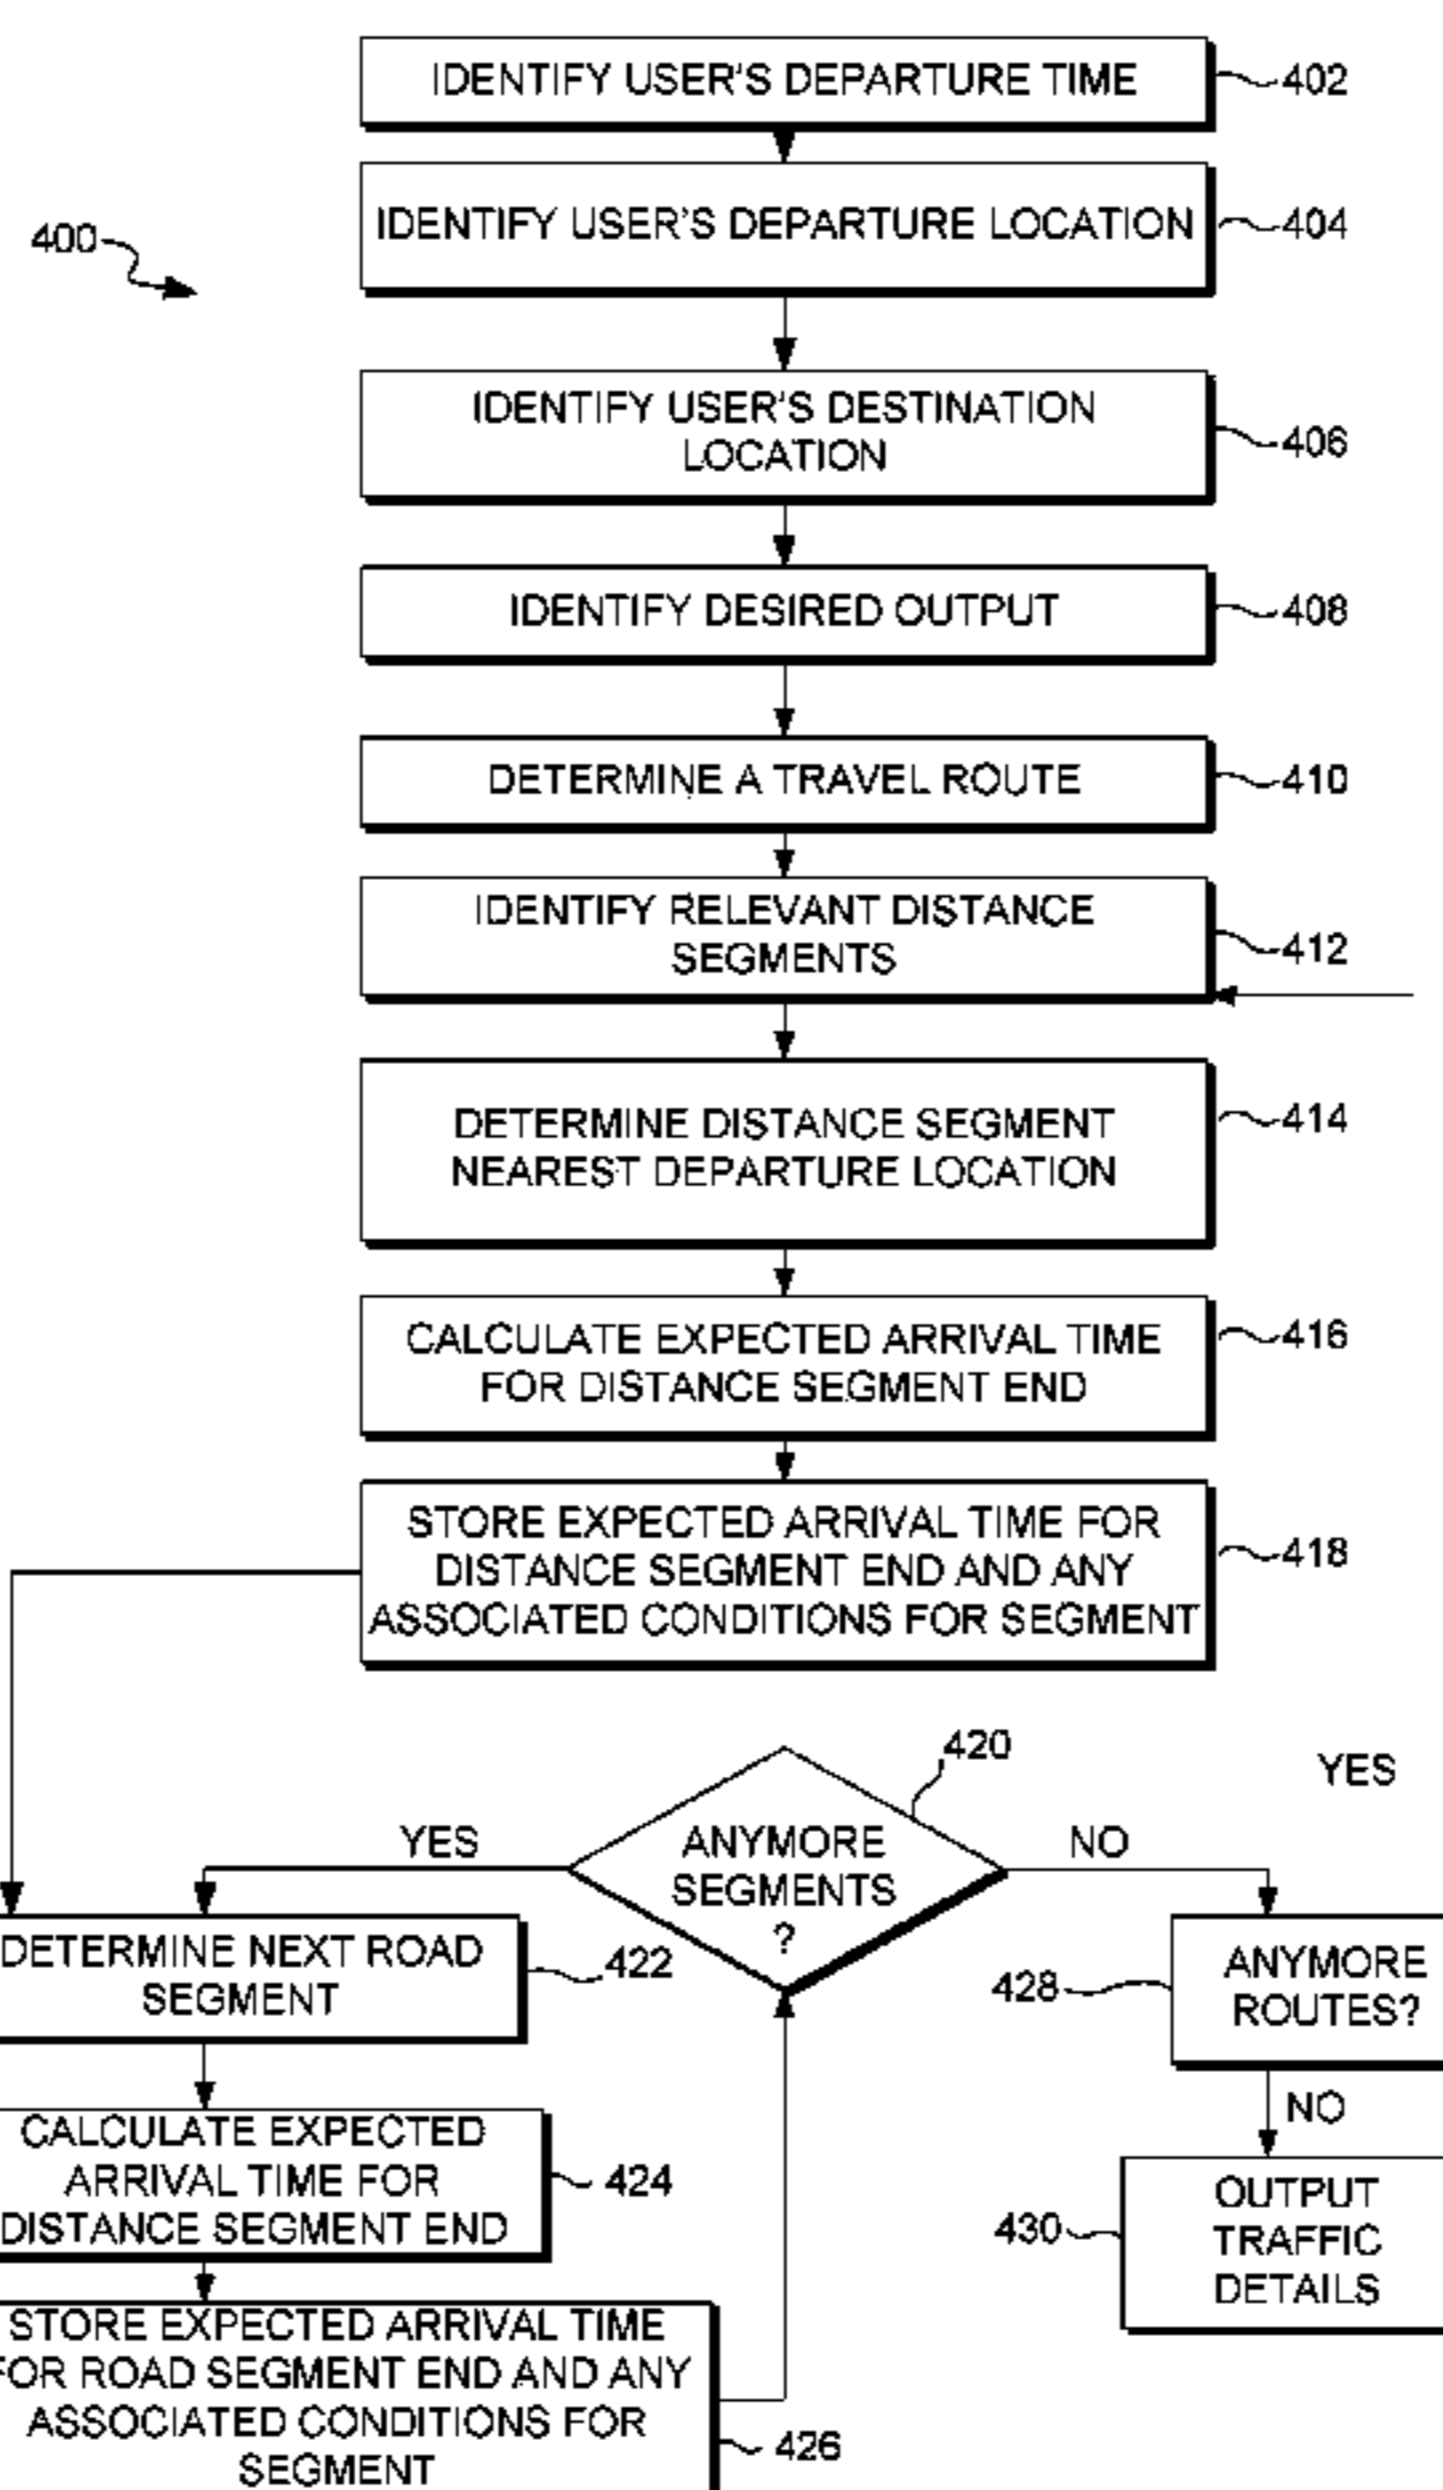 IDENTIFY USER'S DEPARTURE TIME
402
400
IDENTIFY USER'S DEPARTURE LOCATION
404
IDENTIFY USER'S DESTINATION
LOCATION
406
IDENTIFY DESIRED OUTPUT
408
DETERMINE A TRAVEL ROUTE
410
IDENTIFY RELEVANT DISTANCE
SEGMENTS
412
DETERMINE DISTANCE SEGMENT
NEAREST DEPARTURE LOCATION
414
CALCULATE EXPECTED ARRIVAL TIME
FOR DISTANCE SEGMENT END
416
STORE EXPECTED ARRIVAL TIME FOR
DISTANCE SEGMENT END AND ANY
ASSOCIATED CONDITIONS FOR SEGMENT
418
420
YES
YES
ANYMORE
SEGMENTS
?
NO
DETERMINE NEXT ROAD
SEGMENT
422
428
ANYMORE
ROUTES?
NO
CALCULATE EXPECTED
ARRIVAL TIME FOR
DISTANCE SEGMENT END
424
430
OUTPUT
TRAFFIC
DETAILS
STORE EXPECTED ARRIVAL TIME
FOR ROAD SEGMENT END AND ANY
ASSOCIATED CONDITIONS FOR
SEGMENT
426